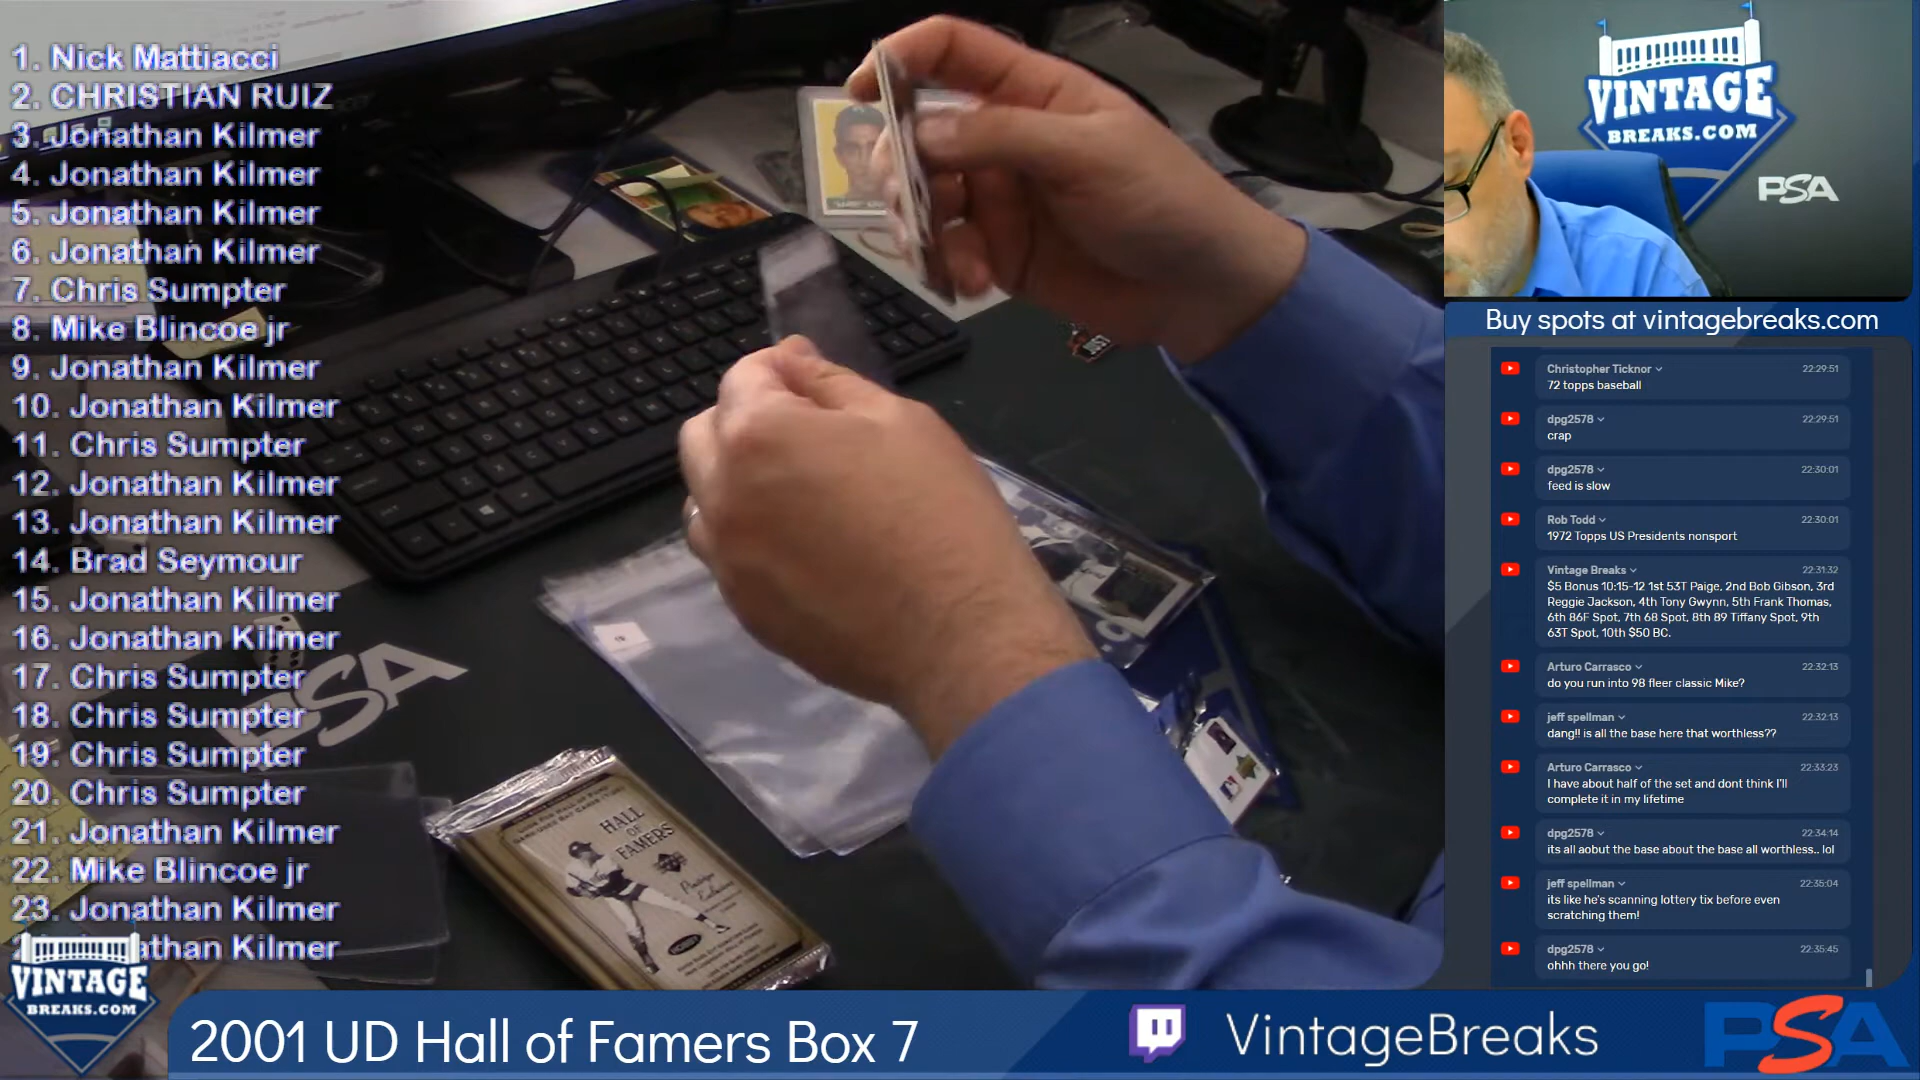 1. Nick Mattiacci
2. CHRISTIAN RUIZ
3. Jonathan Kilmer
4. Jonathan Kilmer
5. Jonathan Kilmer
6. Jonathan Kilmer
7. Chris Sumpter
8. Mike Blincoe jr
9. Jonathan Kilmer
10. Jonathan Kilmer
11. Chris Sumpter
12. Jonathan Kilmer
13. Jonathan Kilmer
14. Brad Seymour
15. Jonathan Kilmer
16. Jonathan Kilmer
17. Chris Sumpter
18. Chris Sumpter
19. Chris Sumpter
20. Chris Sumpter
21. Jonathan Kilmer
22. Mike Blincoe jr
23. Jonathan Kilmer
athan Kilmer
VINTAGE
BREAKS.COM
PSA
JUST
HALL
OF
FAMERS
VINTAGE
BREAKS.COM
PSA
Buy spots at vintagebreaks.com
Christopher Ticknor 22:29:51
72 topps baseball
dpg2578 22:29:51
crap
dpg2578 22:30:01
feed is slow
Rob Todd 22:30:01
1972 Topps US Presidents nonsport
Vintage Breaks 22:31:32
$5 Bonus 10:15-12 1st 53T Paige, 2nd Bob Gibson, 3rd
Reggie Jackson, 4th Tony Gwynn, 5th Frank Thomas,
6th 86F Spot, 7th 68 Spot, 8th 89 Tiffany Spot, 9th
63T Spot, 10th $50 BC.
Arturo Carrasco 22:32:13
do you run into 98 fleer classic Mike?
jeff spellman 22:32:13
dang!! is all the base here that worthless??
Arturo Carrasco 22:33:23
I have about half of the set and dont think I'll
complete it in my lifetime
dpg2578 22:34:14
its all aobut the base about the base all worthless.. lol
jeff spellman 22:35:04
its like he's scanning lottery tix before even
scratching them!
dpg2578 22:35:45
ohhh there you go!
2001 UD Hall of Famers Box 7
VintageBreaks
PSA